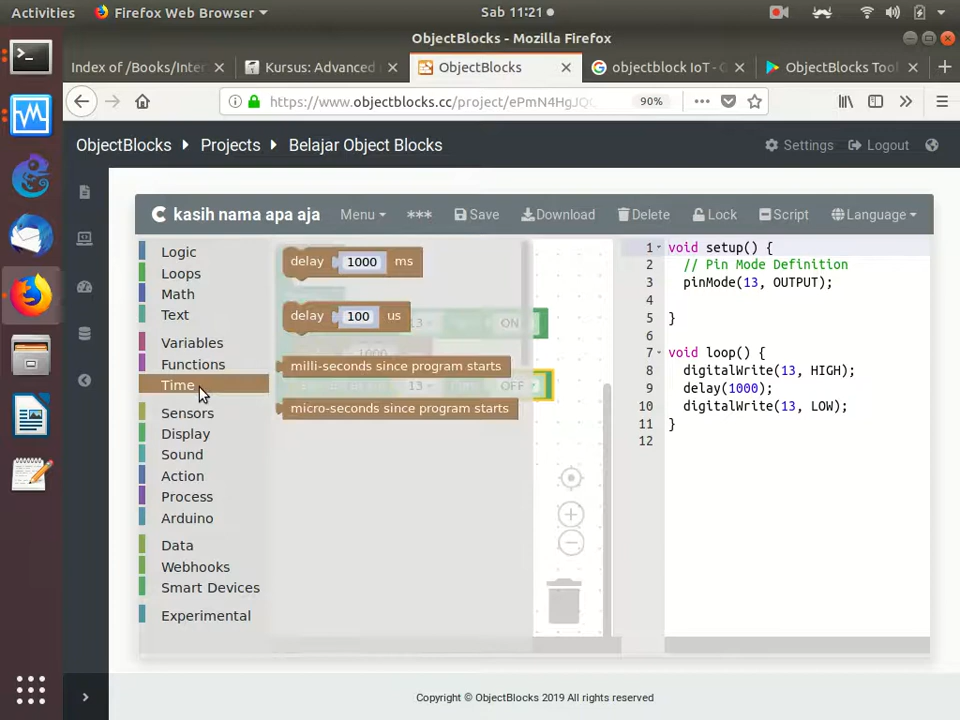 Activities Firefox Web Browser Sab 11:21
ObjectBlocks - Mozilla Firefox
Index of /Books/Inter Kursus: Advanced ObjectBlocks objectblock IoT - G ObjectBlocks Tool
https://www.objectblocks.cc/project/ePmN4HgJQ 90%
ObjectBlocks Projects Belajar Object Blocks Settings Logout
C kasih nama apa aja Menu *** Save Download Delete Lock Script Language
Logic
Loops
Math
Text
Variables
Functions
Time
Sensors
Display
Sound
Action
Process
Arduino
Data
Webhooks
Smart Devices
Experimental
delay 1000 ms
delay 100 us
milli-seconds since program starts
micro-seconds since program starts
13 ON
1000
13 OFF
1 void setup() {
2 // Pin Mode Definition
3 pinMode(13, OUTPUT);
4
5 }
6
7 void loop() {
8 digitalWrite(13, HIGH);
9 delay(1000);
10 digitalWrite(13, LOW);
11 }
12
Copyright © ObjectBlocks 2019 All rights reserved